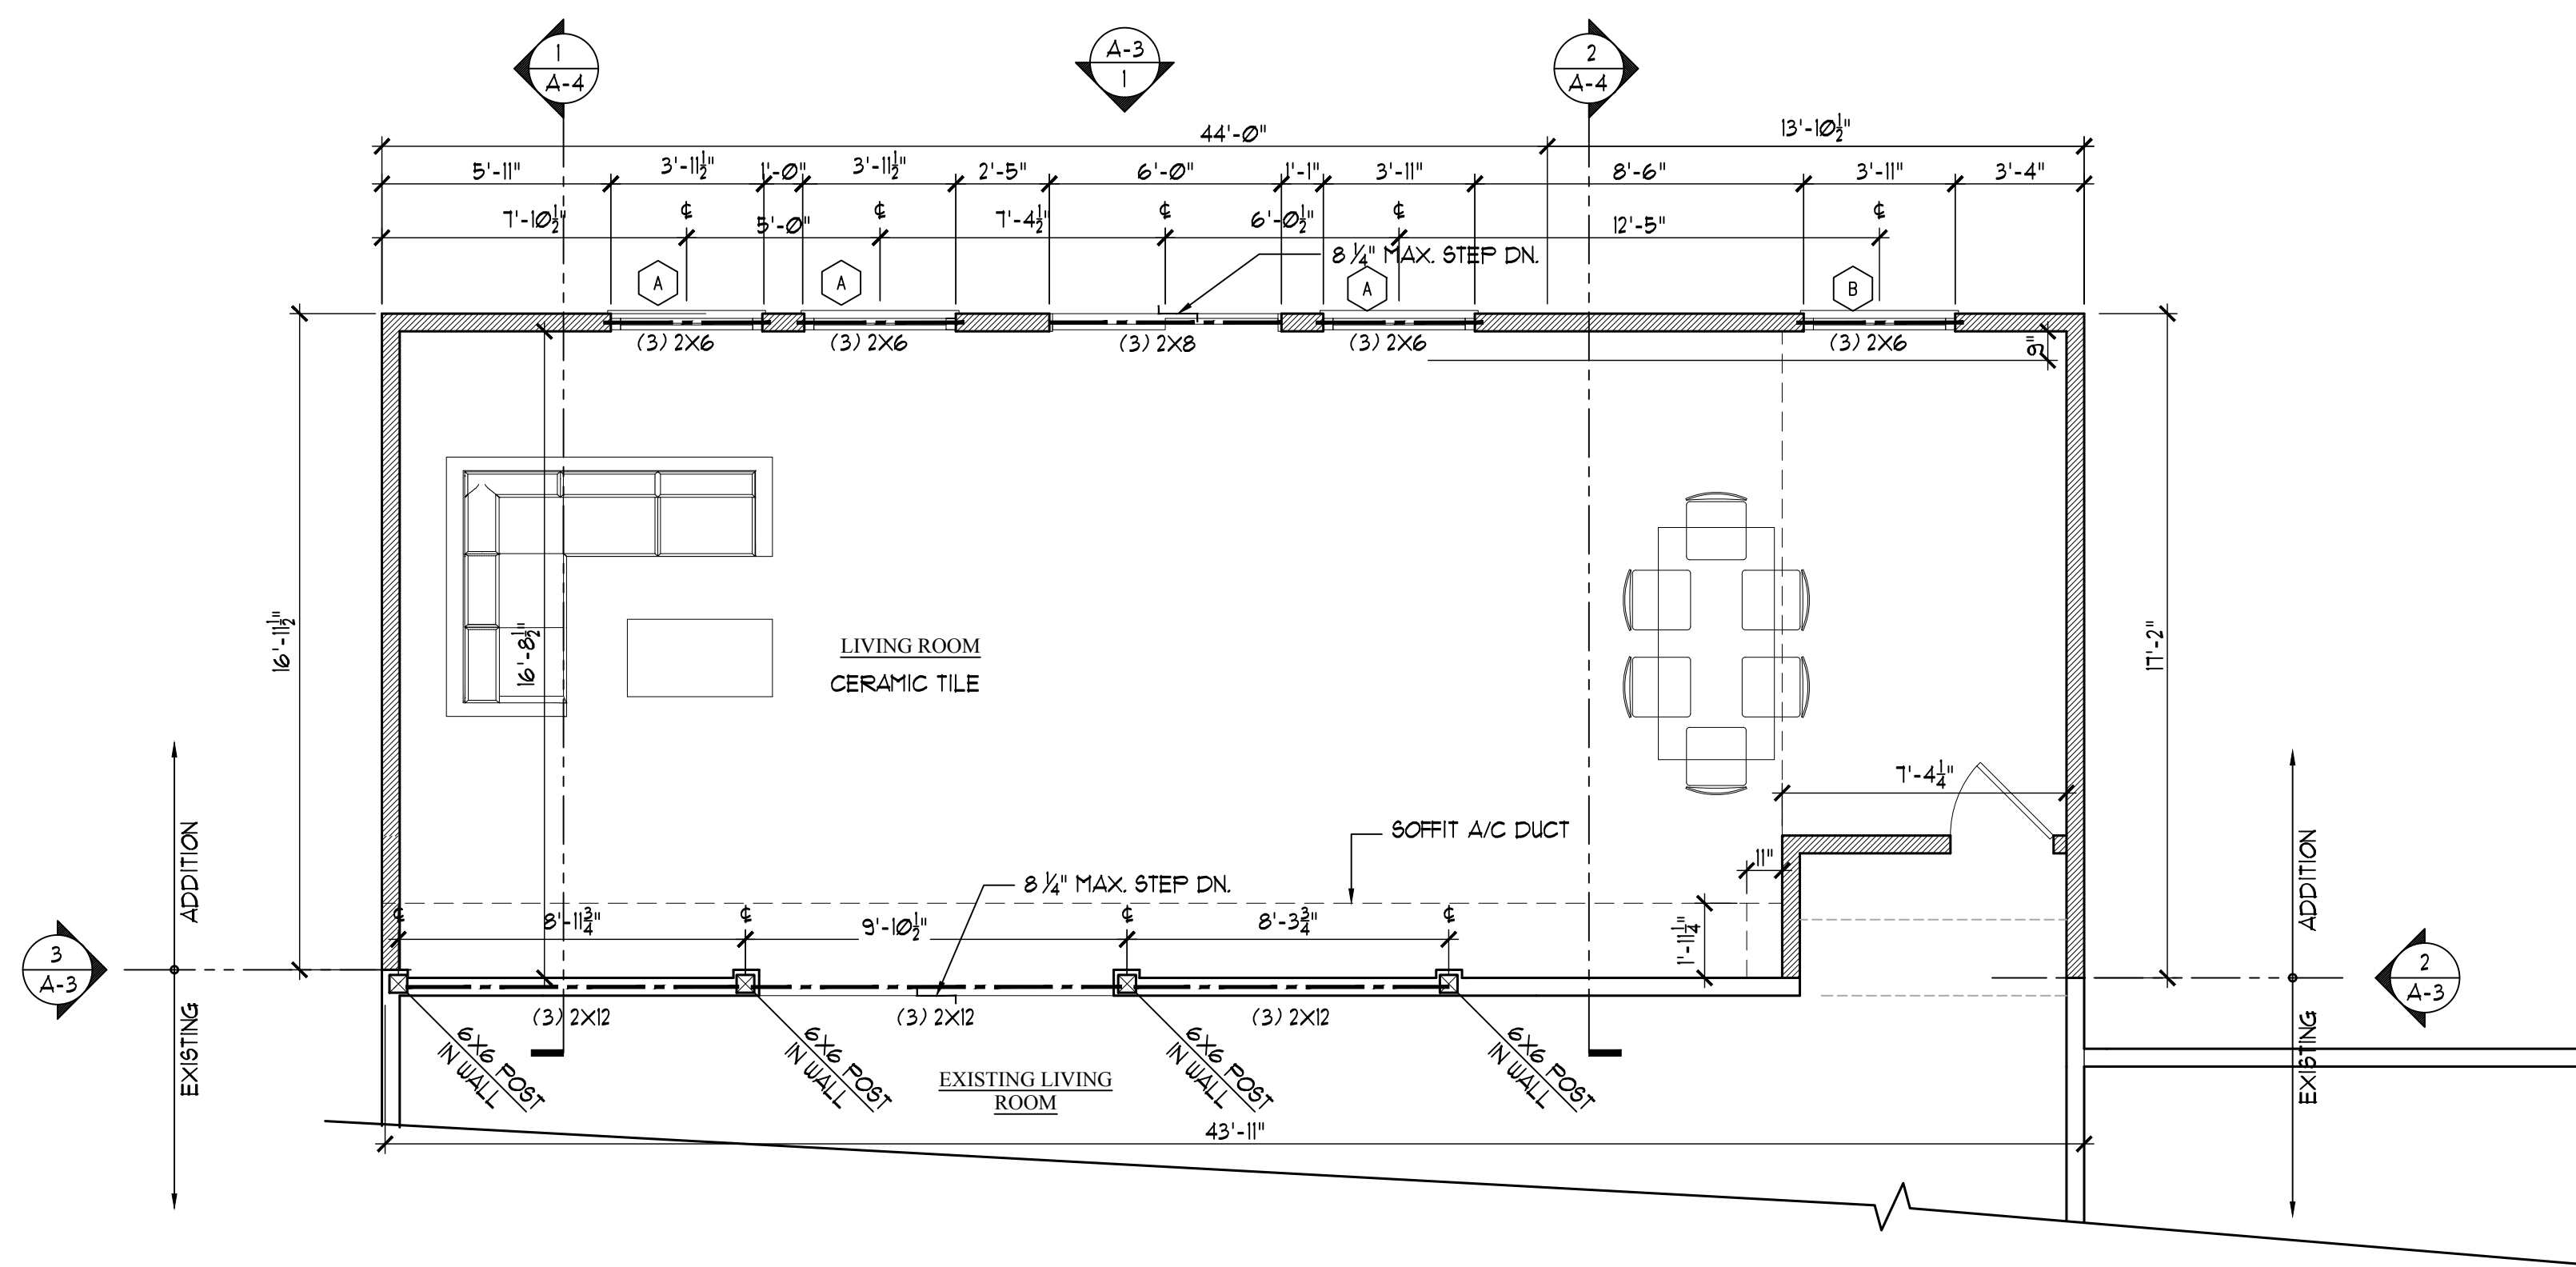 1
A-4
A-3
1
2
A-4
44'-0"
13'-10½"
5'-11"
3'-11½"
1'-0"
3'-11½"
2'-5"
6'-0"
1'-1"
3'-11"
8'-6"
3'-11"
3'-4"
7'-10½"
℄
5'-0"
℄
7'-4½"
℄
6'-0½"
℄
12'-5"
℄
8 ¼" MAX. STEP DN.
A
A
A
B
(3) 2X6
(3) 2X6
(3) 2X8
(3) 2X6
(3) 2X6
9"
16'-11½"
16'-8½"
17'-2"
LIVING ROOM
CERAMIC TILE
7'-4¼"
SOFFIT A/C DUCT
11"
8 ¼" MAX. STEP DN.
ADDITION
ADDITION
℄
8'-11¾"
℄
9'-10½"
℄
8'-3¾"
℄
1'-11¼"
3
A-3
2
A-3
(3) 2X12
(3) 2X12
(3) 2X12
EXISTING
EXISTING
6X6 POST
IN WALL
6X6 POST
IN WALL
6X6 POST
IN WALL
6X6 POST
IN WALL
EXISTING LIVING
ROOM
43'-11"